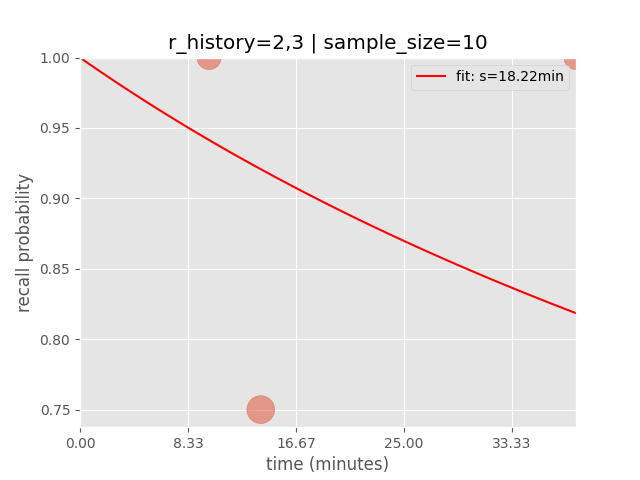 r_history=2,3 | sample_size=10
fit: s=18.22min
1.00
0.95
0.90
0.85
0.80
0.75
recall probability
0.00 8.33 16.67 25.00 33.33
time (minutes)